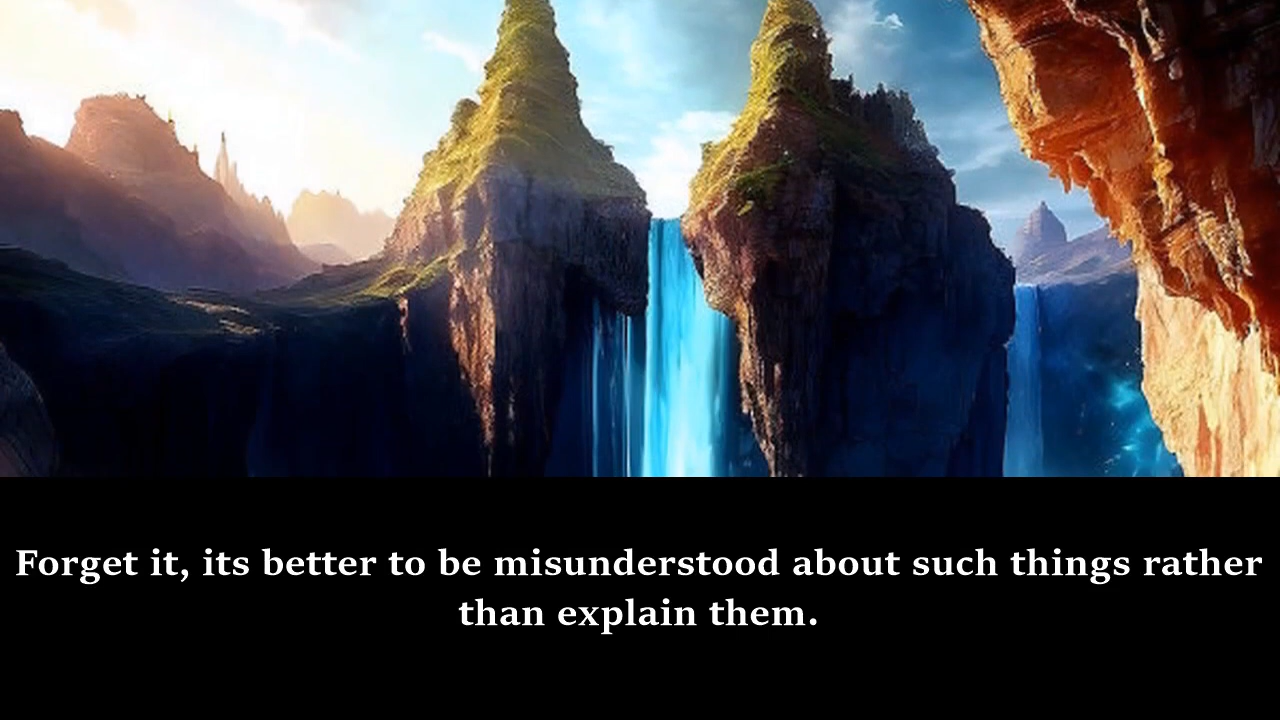 Forget it, its better to be misunderstood about such things rather
than explain them.